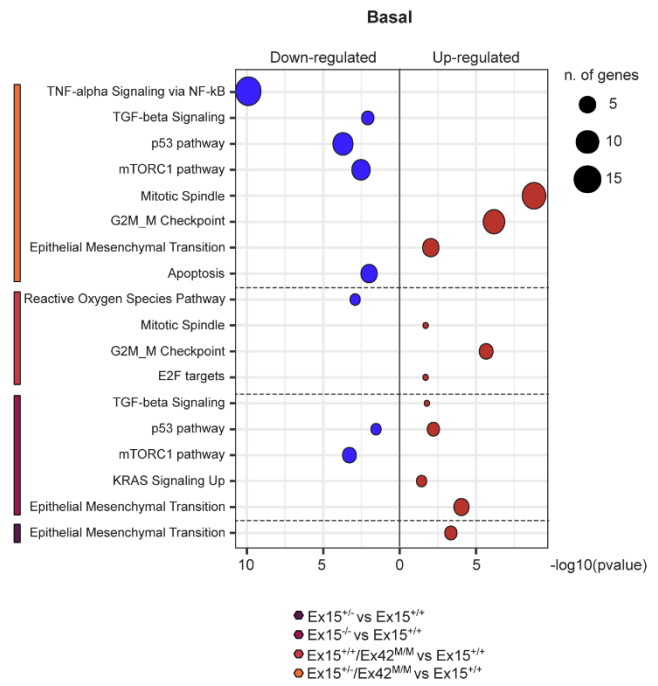 Basal
Down-regulated Up-regulated
n. of genes
5
10
15
TNF-alpha Signaling via NF-kB
TGF-beta Signaling
p53 pathway
mTORC1 pathway
Mitotic Spindle
G2M_M Checkpoint
Epithelial Mesenchymal Transition
Apoptosis
Reactive Oxygen Species Pathway
Mitotic Spindle
G2M_M Checkpoint
E2F targets
TGF-beta Signaling
p53 pathway
mTORC1 pathway
KRAS Signaling Up
Epithelial Mesenchymal Transition
Epithelial Mesenchymal Transition
10 5 0 5 -log10(pvalue)
Ex15+/- vs Ex15+/+
Ex15-/- vs Ex15+/+
Ex15+/+/Ex42M/M vs Ex15+/+
Ex15+/-/Ex42M/M vs Ex15+/+